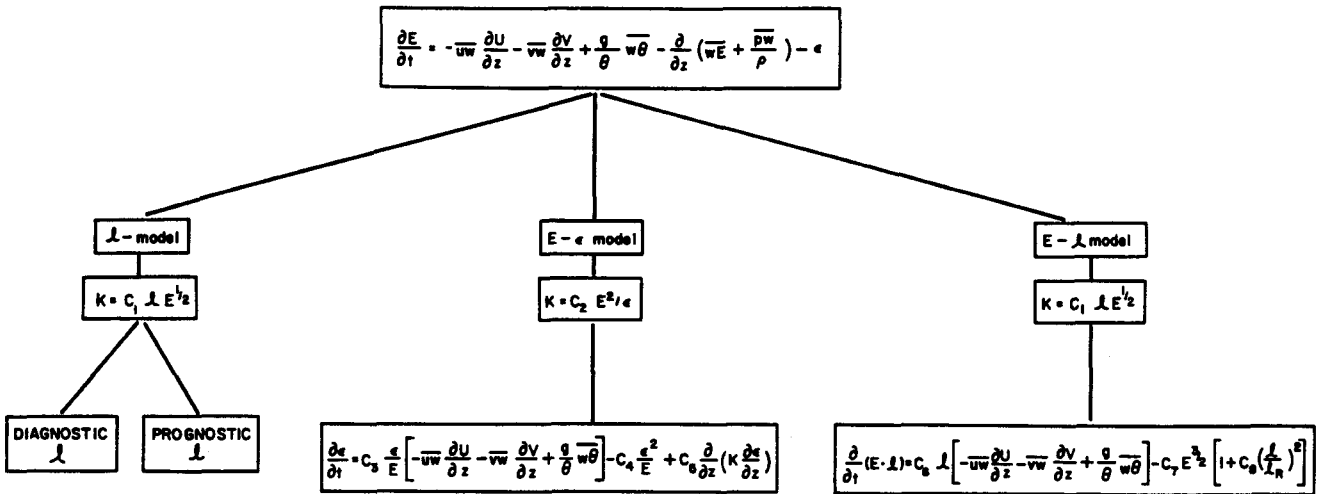 ∂E/∂t = -\overline{uw} ∂U/∂z - \overline{vw} ∂V/∂z + g/θ \overline{wθ} - ∂/∂z (\overline{wE} + \overline{pw}/ρ) - ϵ
ℓ - model
E - ϵ model
E - ℓ model
K = C₁ ℓ E^{1/2}
K = C₂ E²/ϵ
K = C₁ ℓ E^{1/2}
DIAGNOSTIC ℓ
PROGNOSTIC ℓ
∂ϵ/∂t = C₃ ϵ/E [-\overline{uw} ∂U/∂z - \overline{vw} ∂V/∂z + g/θ \overline{wθ}] - C₄ ϵ²/E + C₅ ∂/∂z (K ∂ϵ/∂z)
∂/∂t (E·ℓ) = C₆ ℓ [-\overline{uw} ∂U/∂z - \overline{vw} ∂V/∂z + g/θ \overline{wθ}] - C₇ E^{3/2} [1 + C₈ (ℓ/ℓ_R)²]